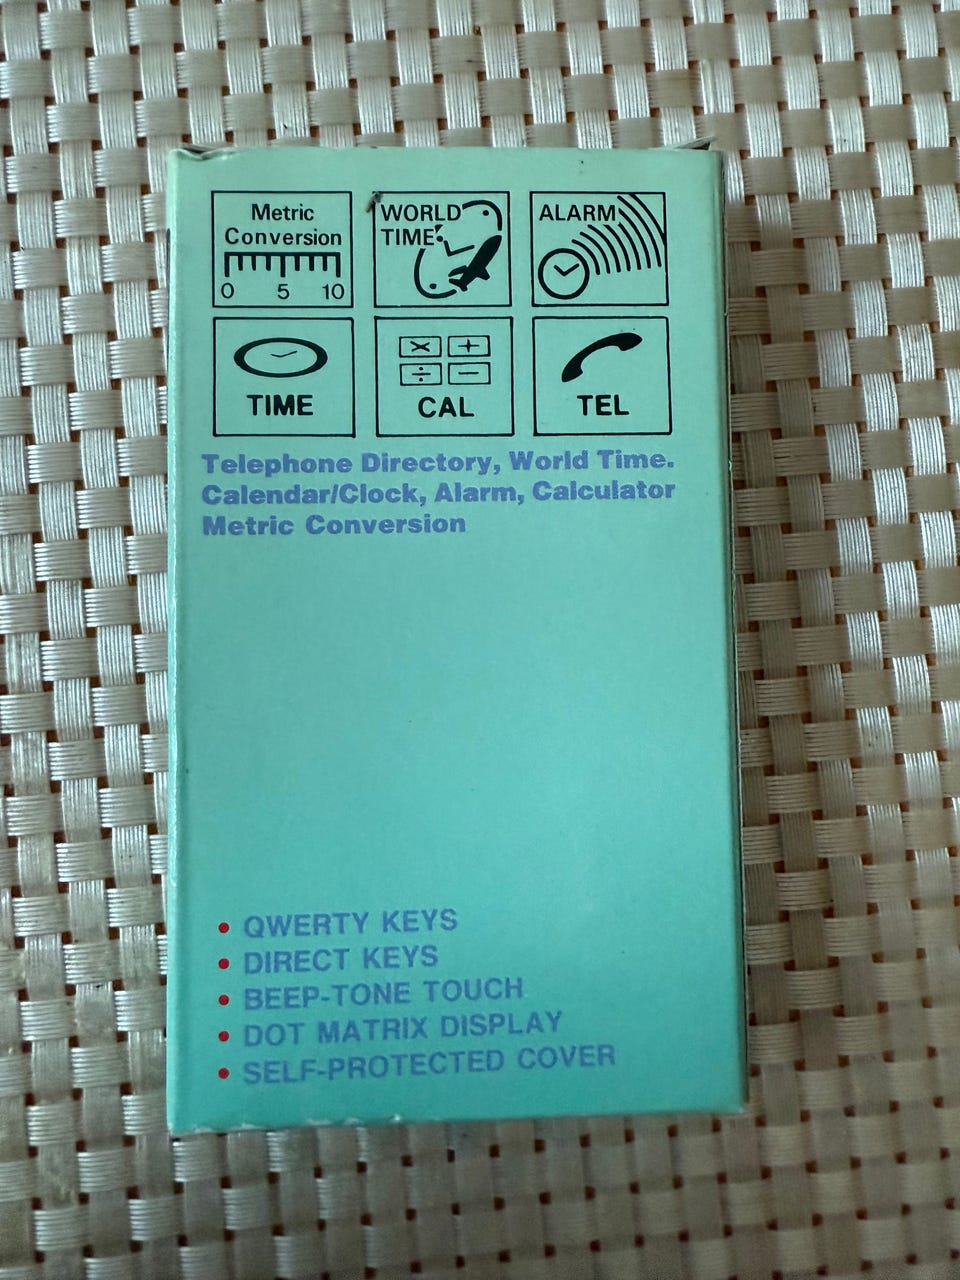 Metric
Conversion
0 5 10
WORLD
TIME
ALARM
TIME
× +
÷ −
CAL
TEL
Telephone Directory, World Time.
Calendar/Clock, Alarm, Calculator
Metric Conversion
• QWERTY KEYS
• DIRECT KEYS
• BEEP-TONE TOUCH
• DOT MATRIX DISPLAY
• SELF-PROTECTED COVER